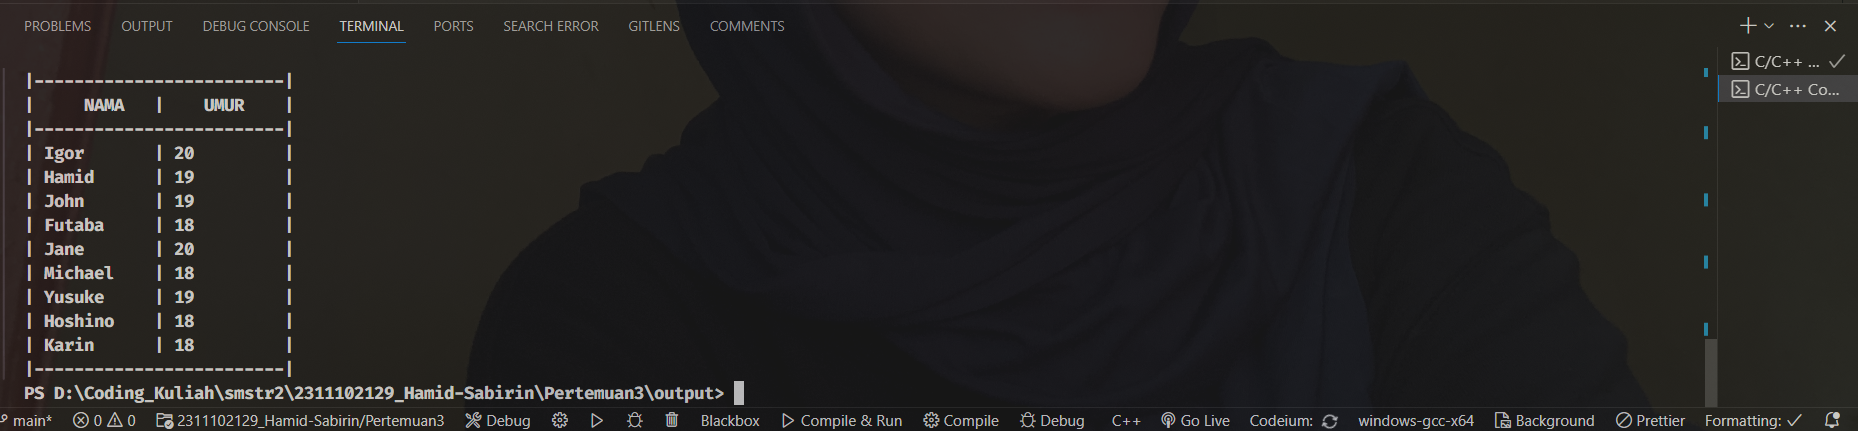 PROBLEMS OUTPUT DEBUG CONSOLE TERMINAL PORTS SEARCH ERROR GITLENS COMMENTS
|-------------------------|
| NAMA | UMUR |
|-------------------------|
| Igor | 20 |
| Hamid | 19 |
| John | 19 |
| Futaba | 18 |
| Jane | 20 |
| Michael | 18 |
| Yusuke | 19 |
| Hoshino | 18 |
| Karin | 18 |
|-------------------------|
PS D:\Coding_Kuliah\smstr2\2311102129_Hamid-Sabirin\Pertemuan3\output>
C/C++ ...
C/C++ Co...
main* 0 0 2311102129_Hamid-Sabirin/Pertemuan3 Debug Blackbox Compile & Run Compile Debug C++ Go Live Codeium: windows-gcc-x64 Background Prettier Formatting: